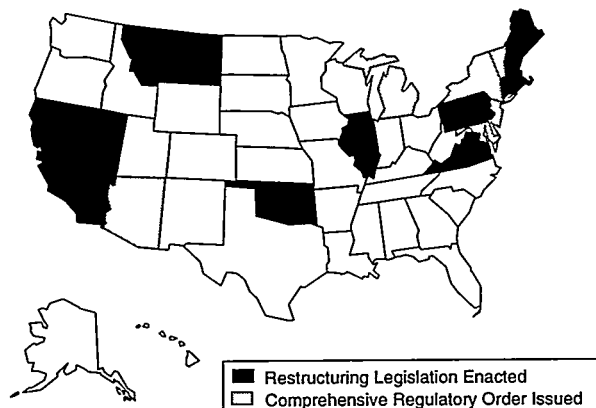 Restructuring Legislation Enacted
Comprehensive Regulatory Order Issued